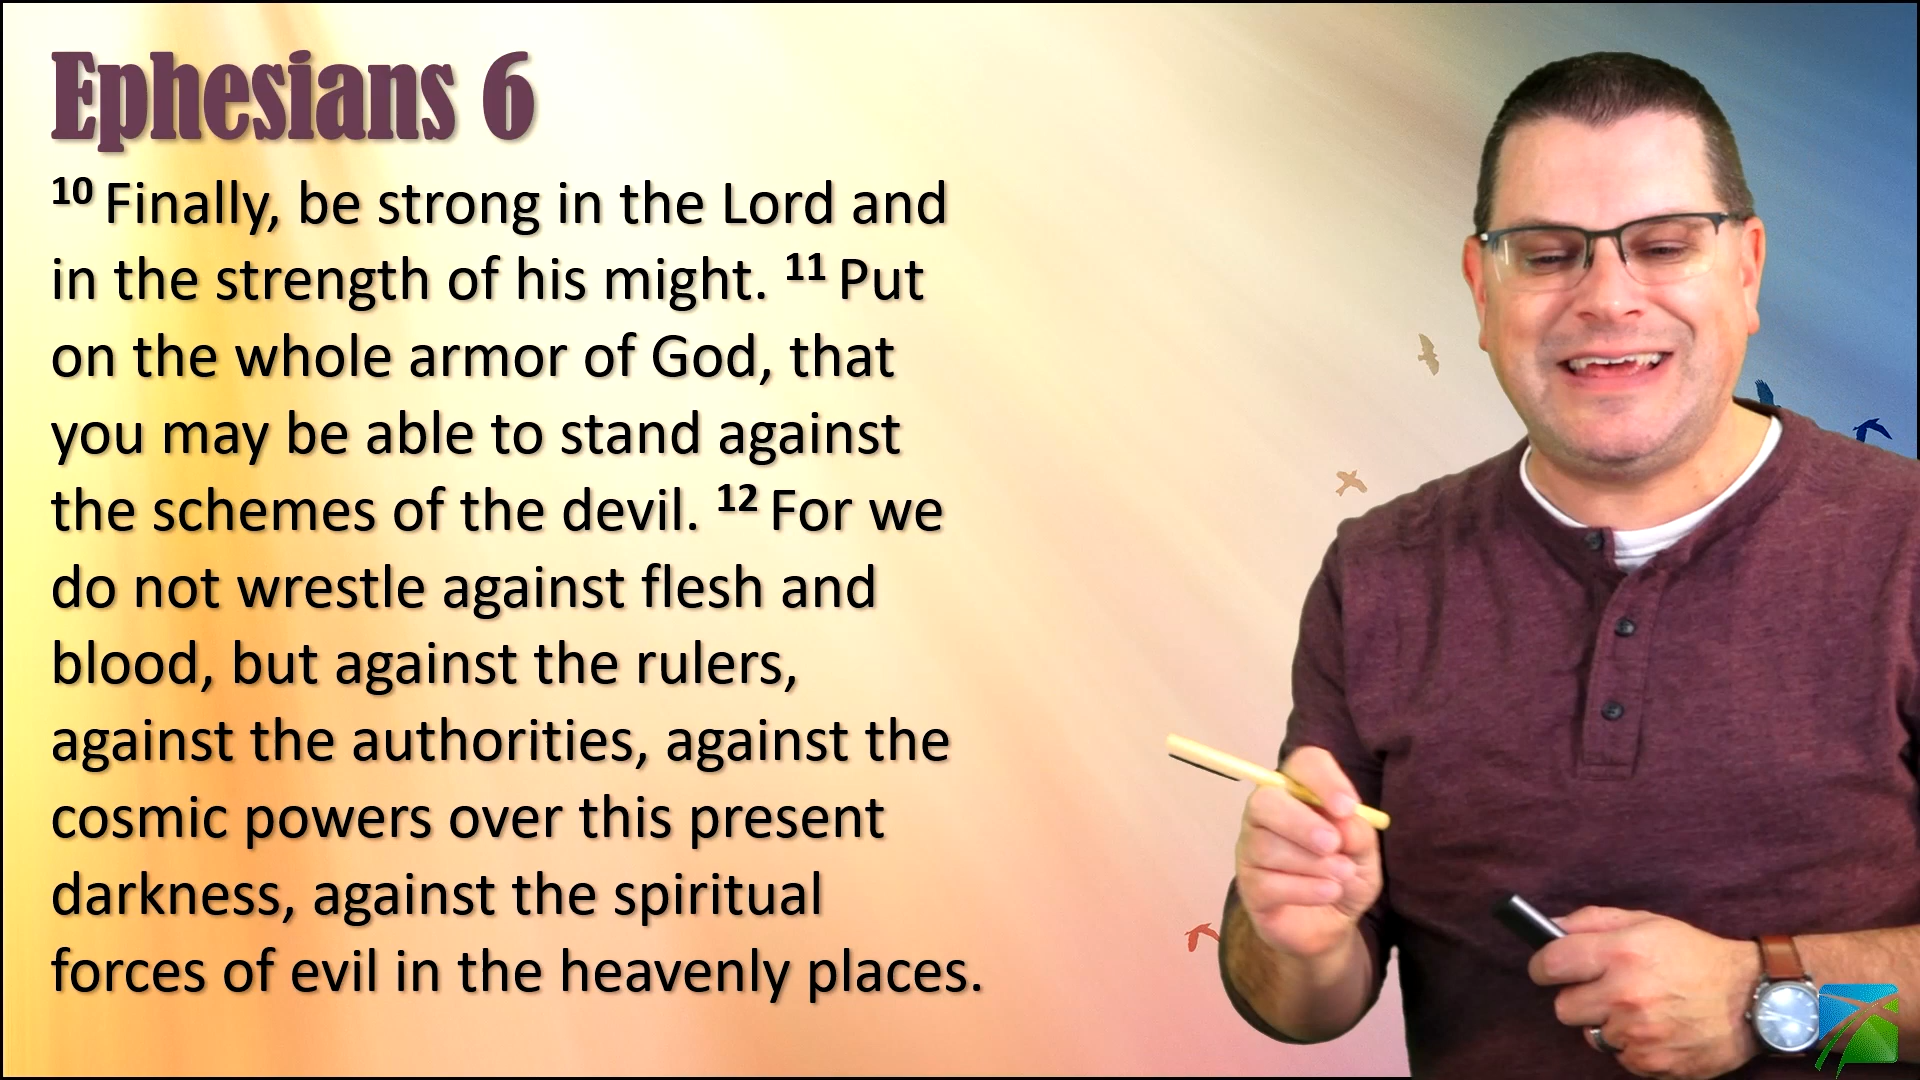 Ephesians 6
10 Finally, be strong in the Lord and
in the strength of his might. 11 Put
on the whole armor of God, that
you may be able to stand against
the schemes of the devil. 12 For we
do not wrestle against flesh and
blood, but against the rulers,
against the authorities, against the
cosmic powers over this present
darkness, against the spiritual
forces of evil in the heavenly places.